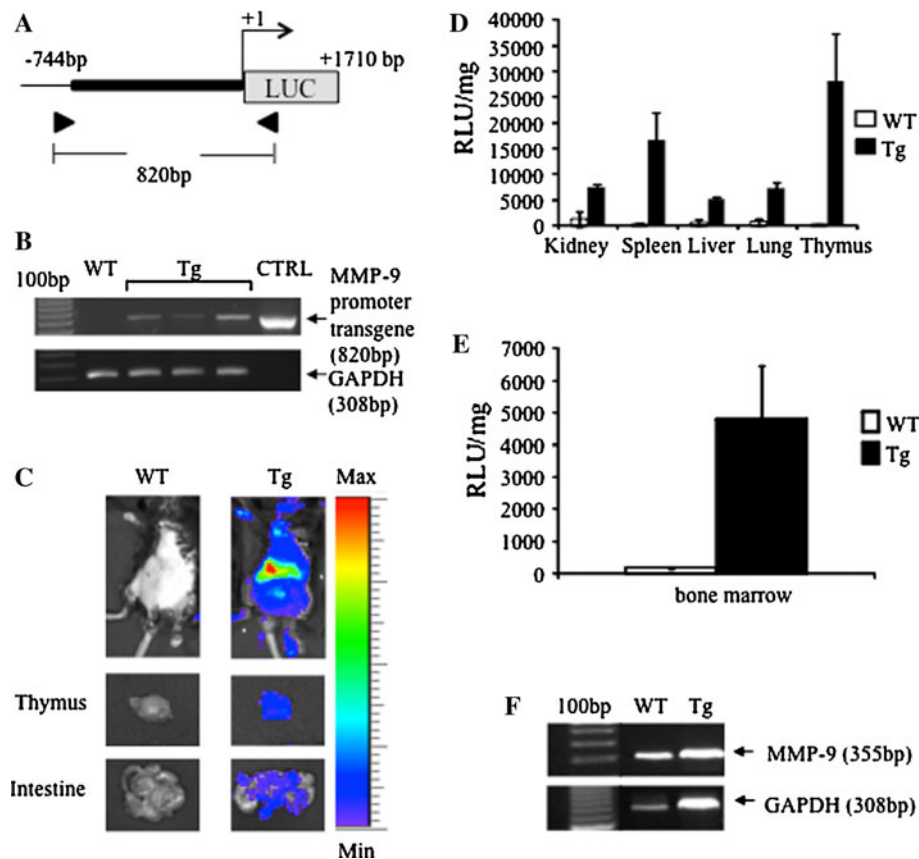 A
+1
-744bp
+1710 bp
LUC
820bp
B
100bp
WT
Tg
CTRL
MMP-9
promoter
transgene
(820bp)
GAPDH
(308bp)
C
WT
Tg
Max
Thymus
Intestine
Min
D
RLU/mg
40000
35000
30000
25000
20000
15000
10000
5000
0
Kidney Spleen Liver Lung Thymus
WT
Tg
E
RLU/mg
7000
6000
5000
4000
3000
2000
1000
0
bone marrow
WT
Tg
F
100bp
WT
Tg
MMP-9 (355bp)
GAPDH (308bp)